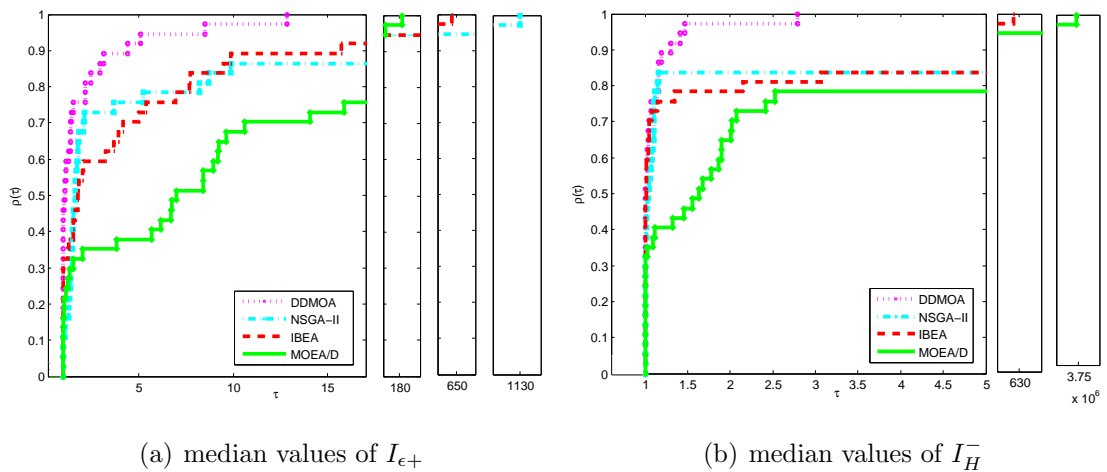 1
0.9
0.8
0.7
0.6
0.5
0.4
0.3
0.2
0.1
0
ρ(τ)
5 10 15
τ
180
650
1130
DDMOA
NSGA−II
IBEA
MOEA/D
1
0.9
0.8
0.7
0.6
0.5
0.4
0.3
0.2
0.1
0
ρ(τ)
1.0 1.5 2 2.5 3 3.5 4 4.5 5
τ
630
3.75
x 10^6
DDMOA
NSGA−II
IBEA
MOEA/D
(a) median values of I_{ϵ+}
(b) median values of I_H^−